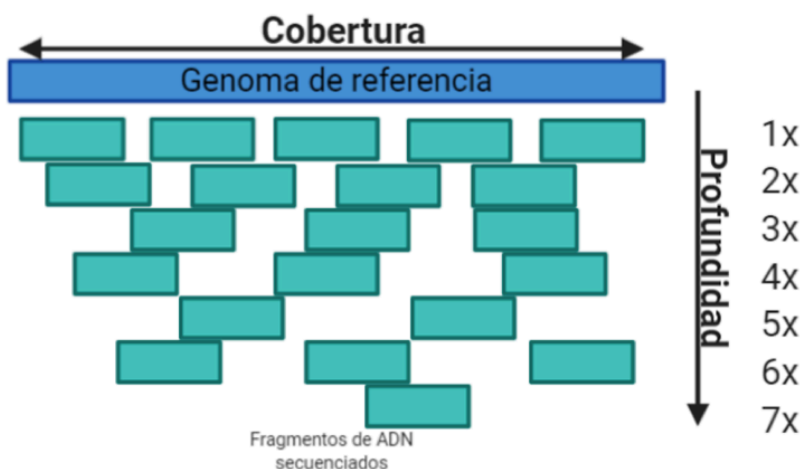 Cobertura
Genoma de referencia
Profundidad
1x
2x
3x
4x
5x
6x
7x
Fragmentos de ADN
secuenciados